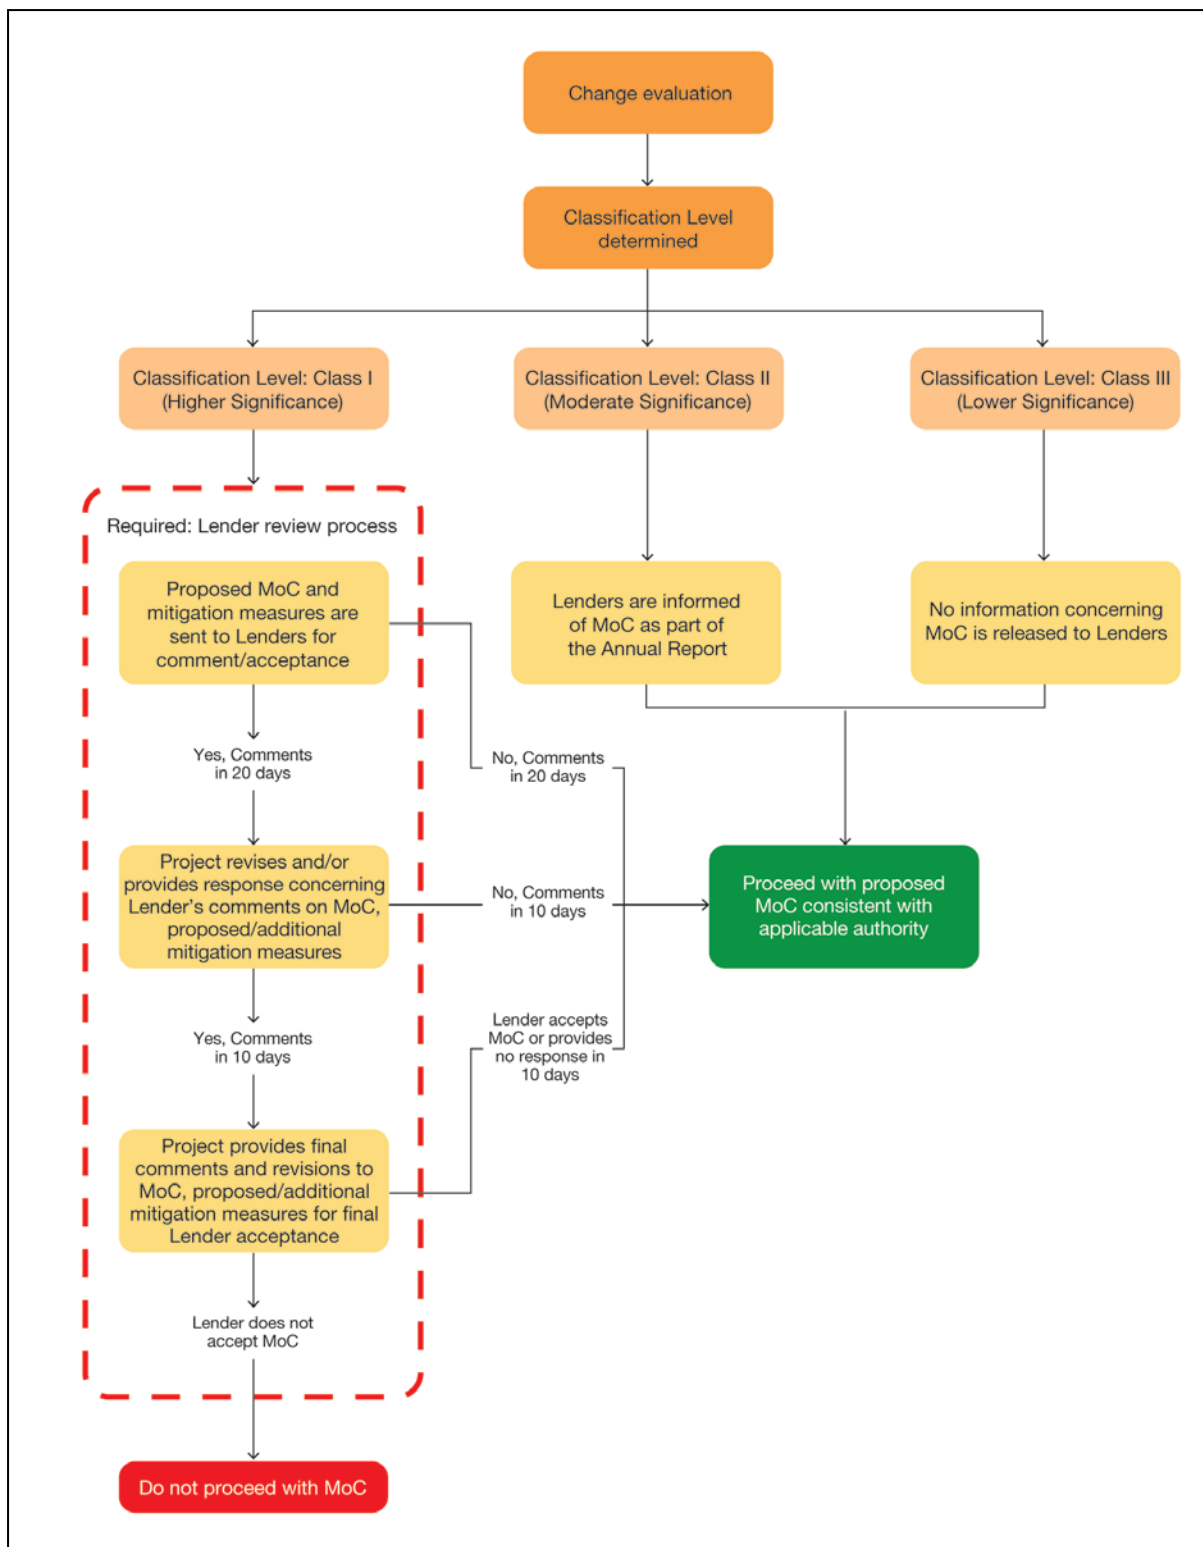 Change evaluation
Classification Level
determined
Classification Level: Class I
(Higher Significance)
Classification Level: Class II
(Moderate Significance)
Classification Level: Class III
(Lower Significance)
Required: Lender review process
Proposed MoC and
mitigation measures are
sent to Lenders for
comment/acceptance
Lenders are informed
of MoC as part of
the Annual Report
No information concerning
MoC is released to Lenders
Yes, Comments
in 20 days
No, Comments
in 20 days
Project revises and/or
provides response concerning
Lender's comments on MoC,
proposed/additional
mitigation measures
No, Comments
in 10 days
Proceed with proposed
MoC consistent with
applicable authority
Yes, Comments
in 10 days
Lender accepts
MoC or provides
no response in
10 days
Project provides final
comments and revisions to
MoC, proposed/additional
mitigation measures for final
Lender acceptance
Lender does not
accept MoC
Do not proceed with MoC